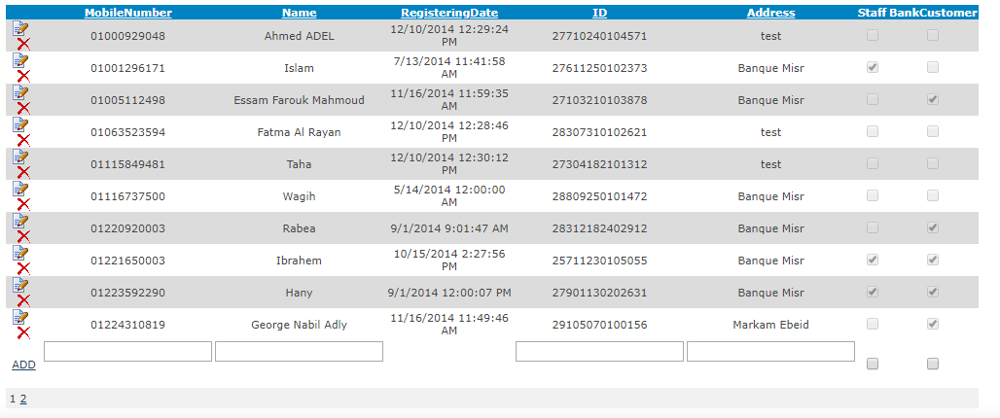 MobileNumber Name RegisteringDate ID Address Staff BankCustomer
01000929048 Ahmed ADEL 12/10/2014 12:29:24 PM 27710240104571 test
01001296171 Islam 7/13/2014 11:41:58 AM 27611250102373 Banque Misr
01005112498 Essam Farouk Mahmoud 11/16/2014 11:59:35 AM 27103210103878 Banque Misr
01063523594 Fatma Al Rayan 12/10/2014 12:28:46 PM 28307310102621 test
01115849481 Taha 12/10/2014 12:30:12 PM 27304182101312 test
01116737500 Wagih 5/14/2014 12:00:00 AM 28809250101472 Banque Misr
01220920003 Rabea 9/1/2014 9:01:47 AM 28312182402912 Banque Misr
01221650003 Ibrahem 10/15/2014 2:27:56 PM 25711230105055 Banque Misr
01223592290 Hany 9/1/2014 12:00:07 PM 27901130202631 Banque Misr
01224310819 George Nabil Adly 11/16/2014 11:49:46 AM 29105070100156 Markam Ebeid
ADD
1 2